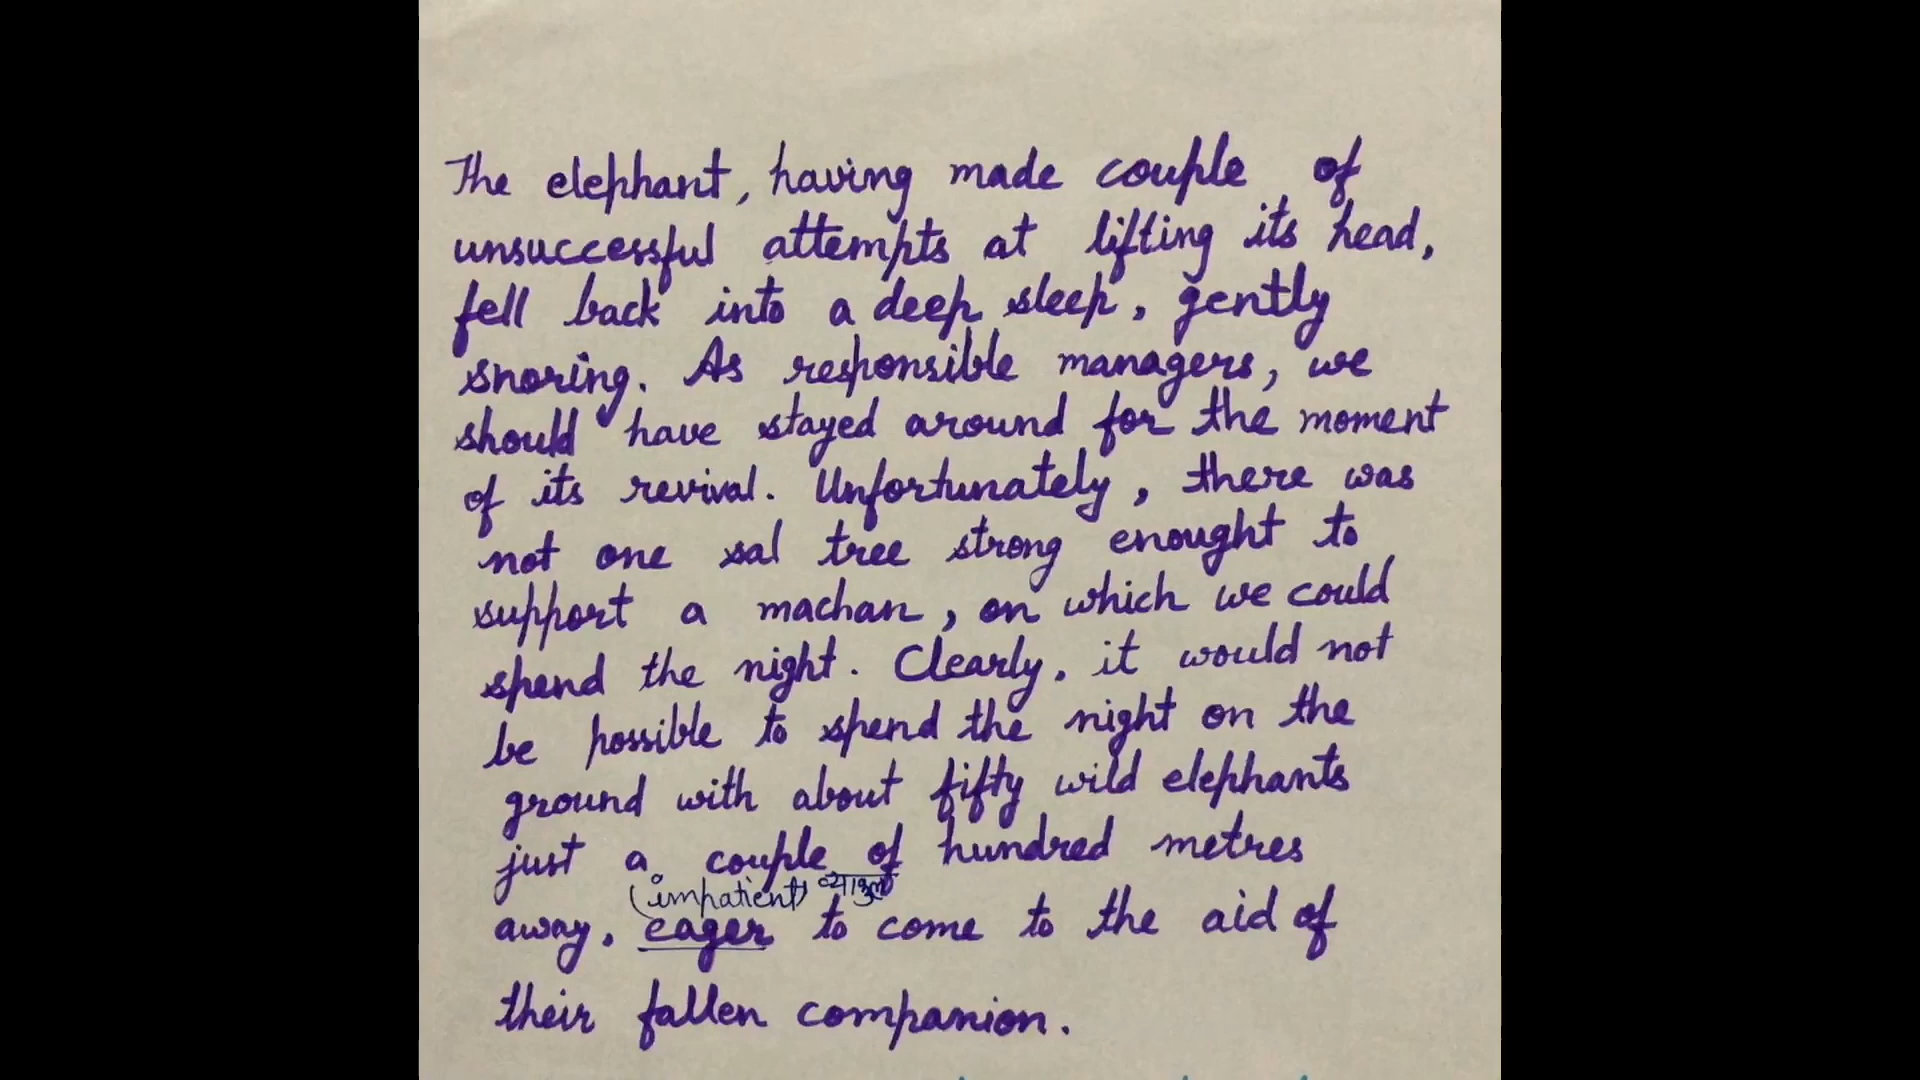 The elephant, having made couple of
unsuccessful attempts at lifting its head,
fell back into a deep sleep, gently
snoring. As responsible managers, we
should have stayed around for the moment
of its revival. Unfortunately, there was
not one sal tree strong enought to
support a machan, on which we could
spend the night. Clearly, it would not
be possible to spend the night on the
ground with about fifty wild elephants
just a couple of hundred metres
(impatient) व्याकुल
away, eager to come to the aid of
their fallen companion.